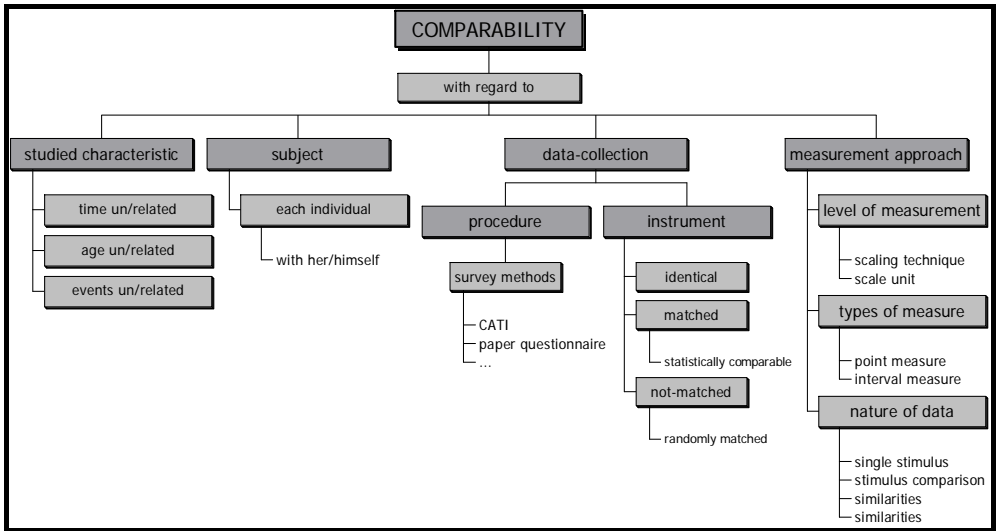 COMPARABILITY
with regard to
studied characteristic
time un/related
age un/related
events un/related
subject
each individual
with her/himself
data-collection
procedure
survey methods
CATI
paper questionnaire
...
instrument
identical
matched
statistically comparable
not-matched
randomly matched
measurement approach
level of measurement
scaling technique
scale unit
types of measure
point measure
interval measure
nature of data
single stimulus
stimulus comparison
similarities
similarities